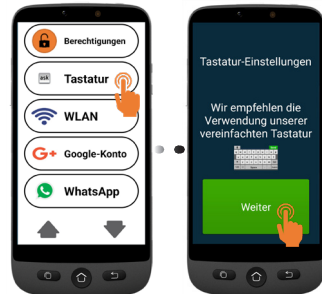 Berechtigungen
ask
Tastatur
WLAN
G+ Google-Konto
WhatsApp
Tastatur-Einstellungen
Wir empfehlen die
Verwendung unserer
vereinfachten Tastatur
Weiter